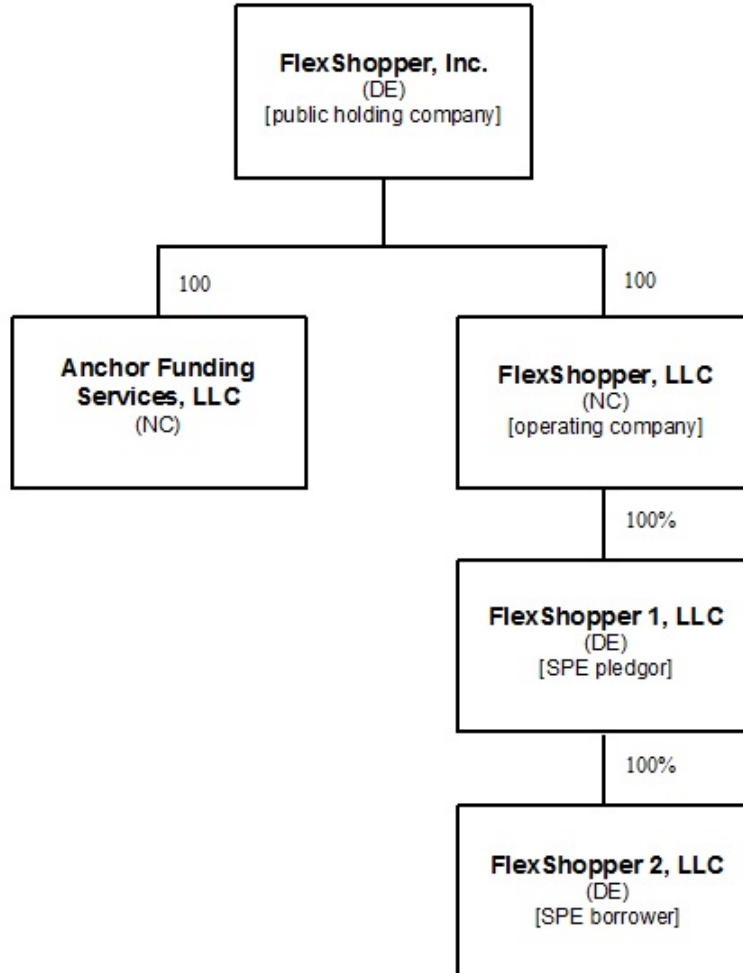 FlexShopper, Inc.
(DE)
[public holding company]
100
100
Anchor Funding
Services, LLC
(NC)
FlexShopper, LLC
(NC)
[operating company]
100%
FlexShopper 1, LLC
(DE)
[SPE pledgor]
100%
FlexShopper 2, LLC
(DE)
[SPE borrower]